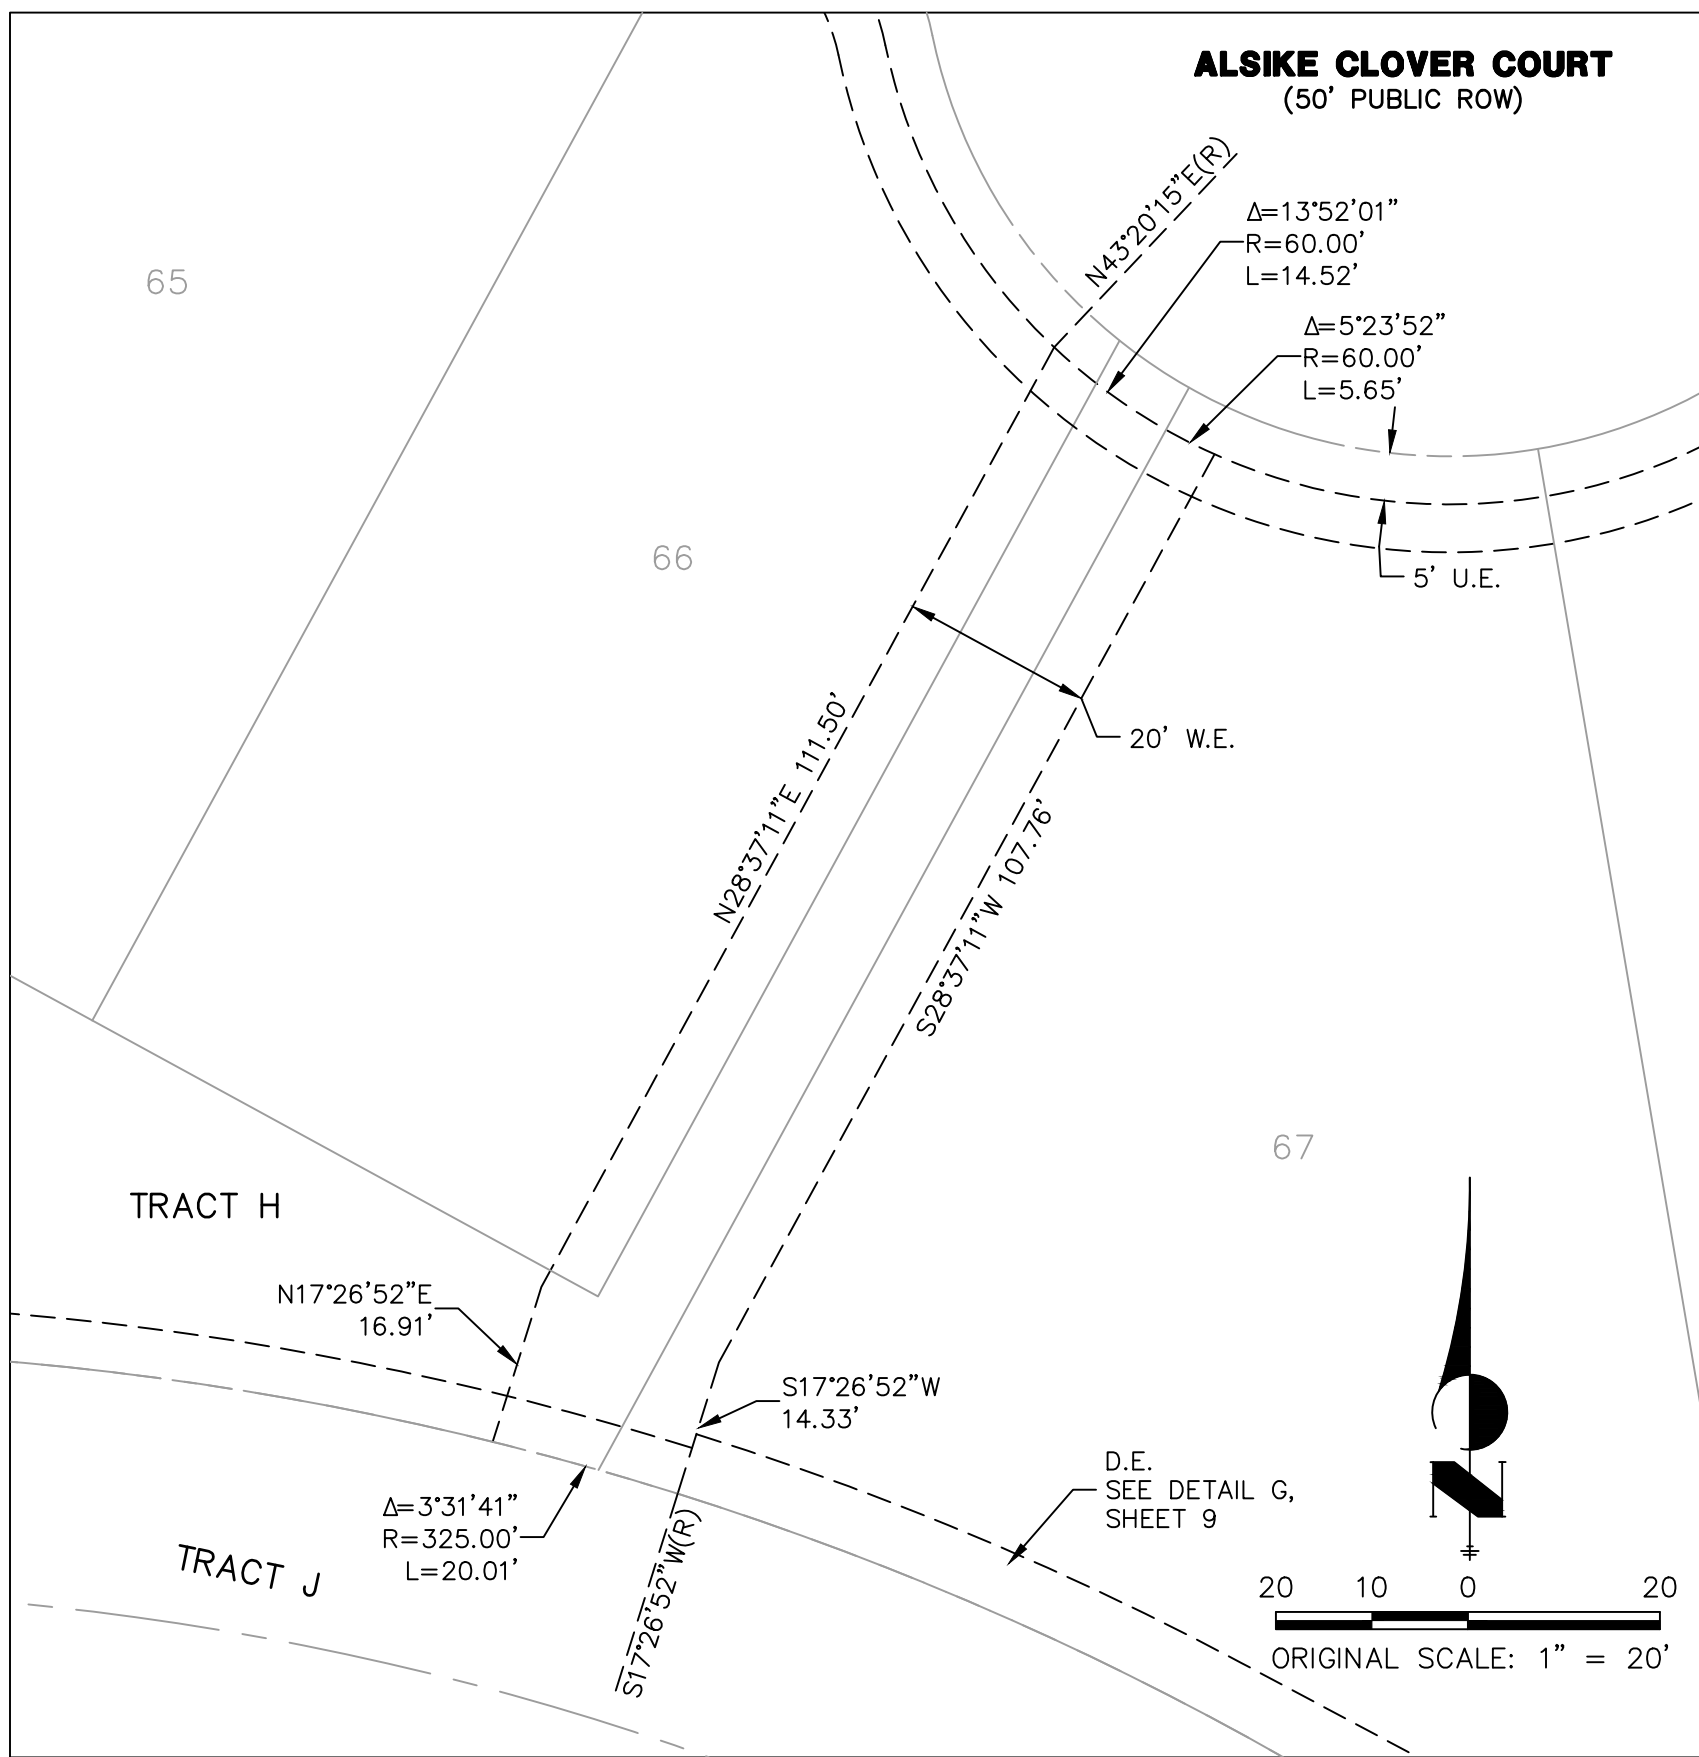 ALSIKE CLOVER COURT
(50' PUBLIC ROW)
N43°20'15"E(R)
Δ=13°52'01"
R=60.00'
L=14.52'
65
Δ=5°23'52"
R=60.00'
L=5.65'
66
5' U.E.
20' W.E.
N28°37'11"E 111.50'
S28°37'11"W 107.76'
67
TRACT H
N17°26'52"E
16.91'
S17°26'52"W
14.33'
D.E.
SEE DETAIL G,
SHEET 9
Δ=3°31'41"
R=325.00'
L=20.01'
TRACT J
S17°26'52"W(R)
N
20 10 0 20
ORIGINAL SCALE: 1" = 20'